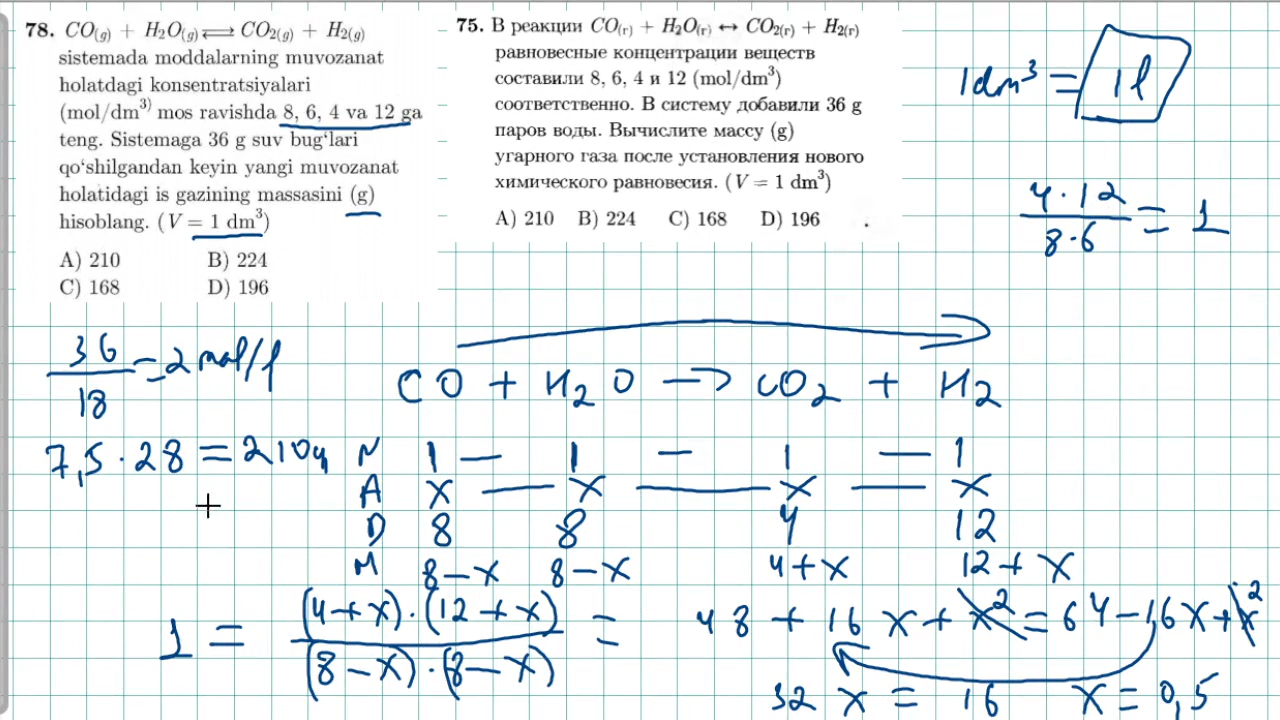 78. CO(g) + H₂O(g) ⇌ CO₂(g) + H₂(g)
sistemada moddalarning muvozanat
holatdagi konsentratsiyalari
(mol/dm³) mos ravishda 8, 6, 4 va 12 ga
teng. Sistemaga 36 g suv bug‘lari
qo‘shilgandan keyin yangi muvozanat
holatidagi is gazining massasini (g)
hisoblang. (V = 1 dm³)
A) 210 B) 224
C) 168 D) 196
75. В реакции CO(г) + H₂O(г) ↔ CO₂(г) + H₂(г)
равновесные концентрации веществ
составили 8, 6, 4 и 12 (mol/dm³)
соответственно. В систему добавили 36 g
паров воды. Вычислите массу (g)
угарного газа после установления нового
химического равновесия. (V = 1 dm³)
A) 210 B) 224 C) 168 D) 196
1dm³ = 1l
4·12
8·6
= 1
36
18
= 2 mol/l
7,5·28 = 210g
CO + H₂O → CO₂ + H₂
N 1 — 1 — 1 — 1
A x — x — x — x
D 8 8 4 12
M 8-x 8-x 4+x 12+x
1 = (4+x)·(12+x)
(8-x)·(8-x)
= 48 + 16x + x² = 64 - 16x + x²
32x = 16 x = 0,5